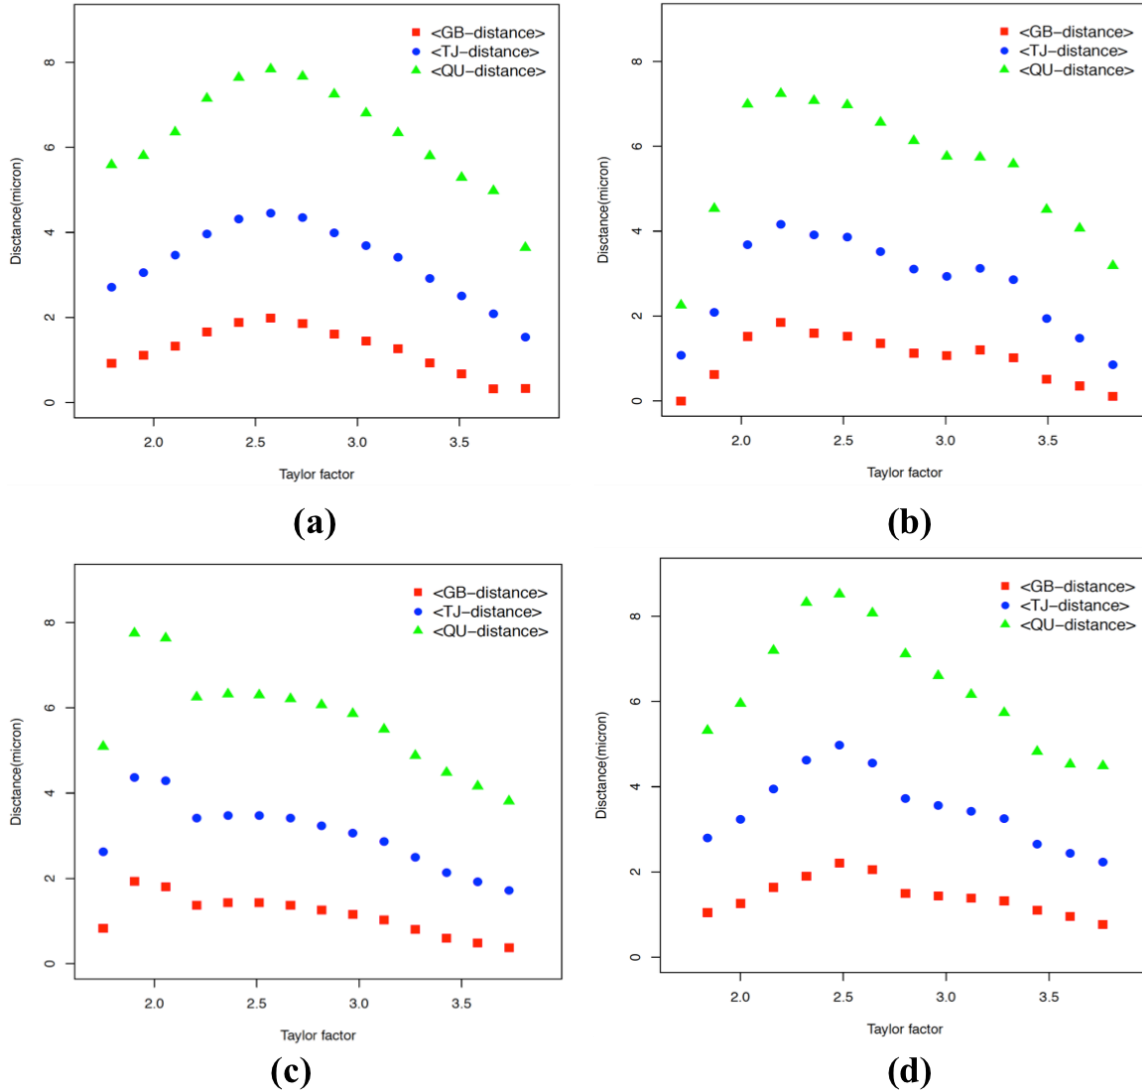 <GB-distance>
<TJ-distance>
<QU-distance>
Disctance(micron)
8
6
4
2
0
2.0 2.5 3.0 3.5
Taylor factor
(a)
<GB-distance>
<TJ-distance>
<QU-distance>
Disctance(micron)
8
6
4
2
0
2.0 2.5 3.0 3.5
Taylor factor
(b)
<GB-distance>
<TJ-distance>
<QU-distance>
Disctance(micron)
8
6
4
2
0
2.0 2.5 3.0 3.5
Taylor factor
(c)
<GB-distance>
<TJ-distance>
<QU-distance>
Disctance(micron)
8
6
4
2
0
2.0 2.5 3.0 3.5
Taylor factor
(d)